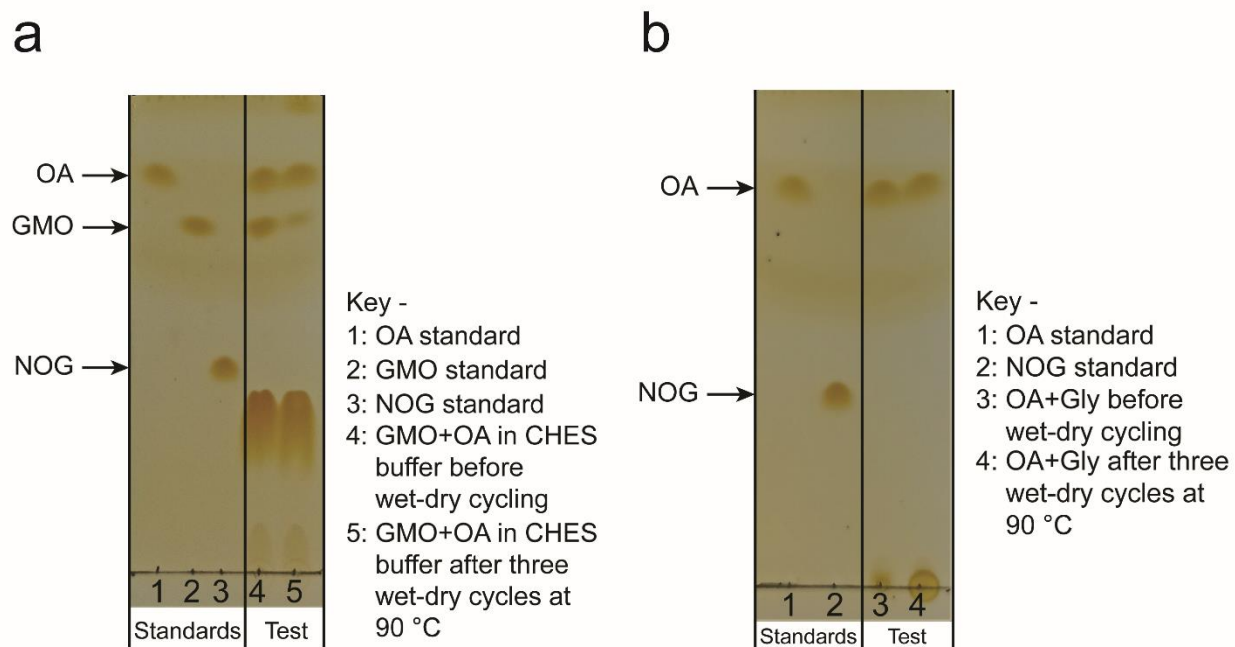 a
OA
GMO
NOG
1 2 3 4 5
Standards Test
Key -
1: OA standard
2: GMO standard
3: NOG standard
4: GMO+OA in CHES
buffer before
wet-dry cycling
5: GMO+OA in CHES
buffer after three
wet-dry cycles at
90 °C
b
OA
NOG
1 2 3 4
Standards Test
Key -
1: OA standard
2: NOG standard
3: OA+Gly before
wet-dry cycling
4: OA+Gly after three
wet-dry cycles at
90 °C